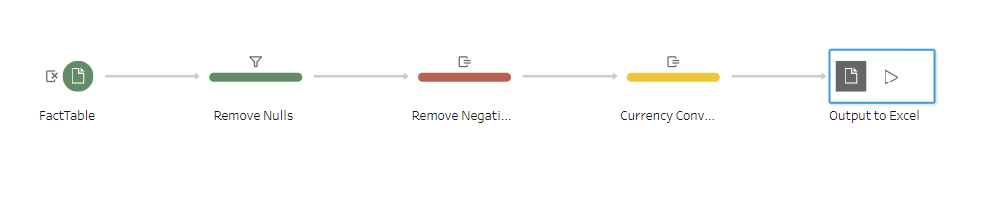 FactTable
Remove Nulls
Remove Negati...
Currency Conv...
Output to Excel